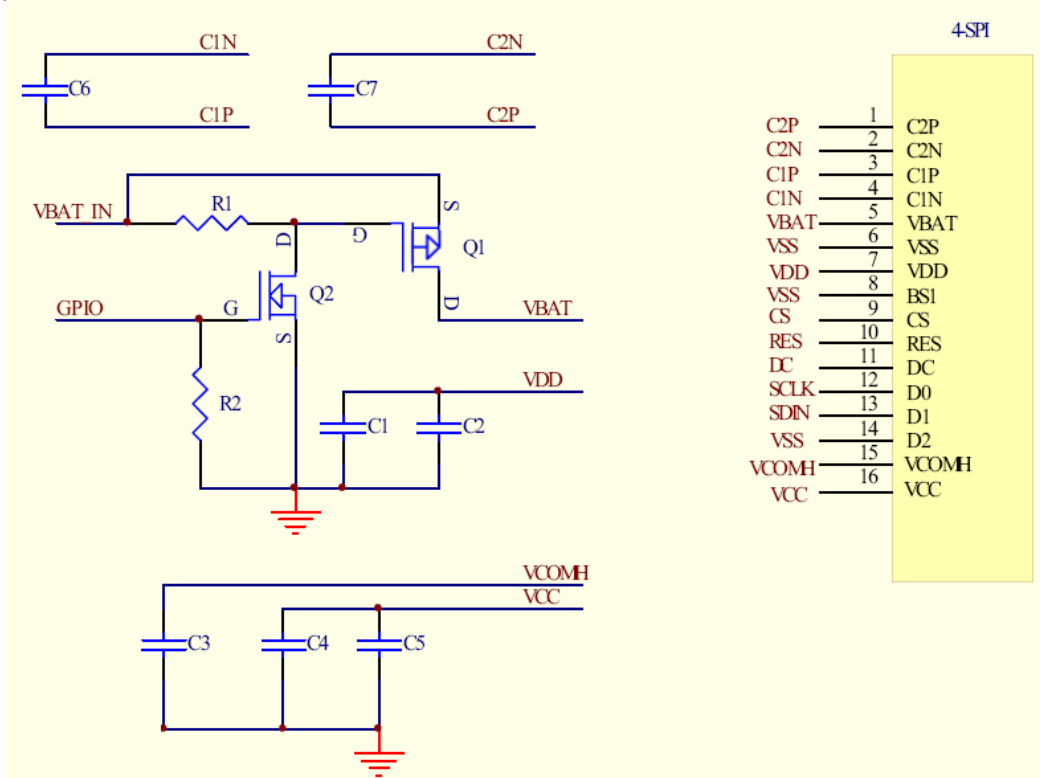 4-SPI
C1N
C6
C1P
C2N
C7
C2P
VBAT_IN
R1
S
D
G
Q1
D
VBAT
GPIO
G
Q2
S
R2
VDD
C1
C2
VCOMH
VCC
C3
C4
C5
C2P 1 C2P
C2N 2 C2N
C1P 3 C1P
C1N 4 C1N
VBAT 5 VBAT
VSS 6 VSS
VDD 7 VDD
VSS 8 BS1
CS 9 CS
RES 10 RES
DC 11 DC
SCLK 12 D0
SDIN 13 D1
VSS 14 D2
VCOMH 15 VCOMH
VCC 16 VCC